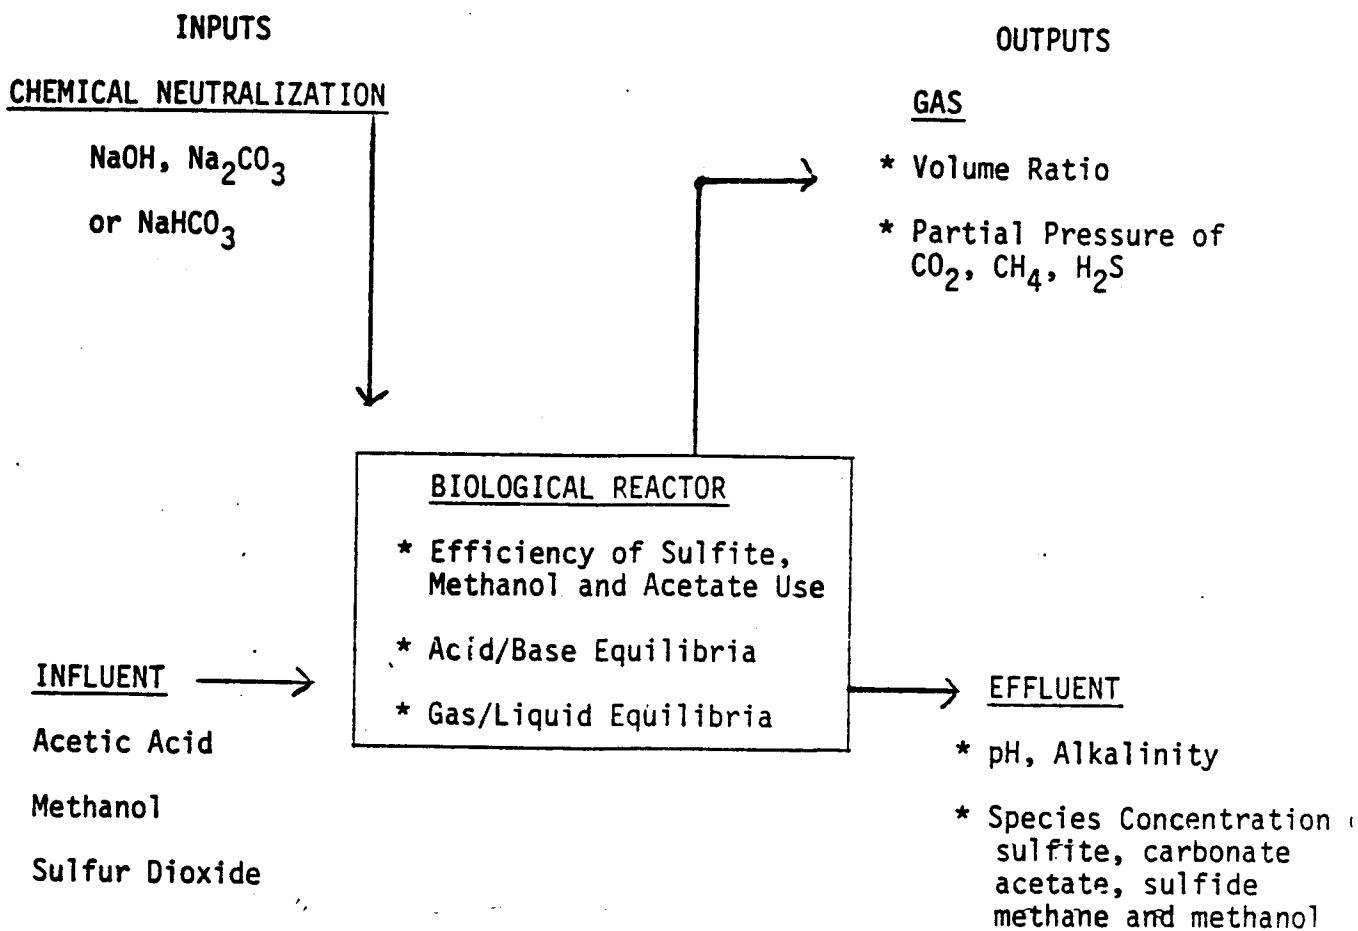 INPUTS
CHEMICAL NEUTRALIZATION
NaOH, Na₂CO₃
or NaHCO₃
INFLUENT
Acetic Acid
Methanol
Sulfur Dioxide
BIOLOGICAL REACTOR
* Efficiency of Sulfite,
Methanol and Acetate Use
* Acid/Base Equilibria
* Gas/Liquid Equilibria
OUTPUTS
GAS
* Volume Ratio
* Partial Pressure of
CO₂, CH₄, H₂S
EFFLUENT
* pH, Alkalinity
* Species Concentration
sulfite, carbonate
acetate, sulfide
methane and methanol